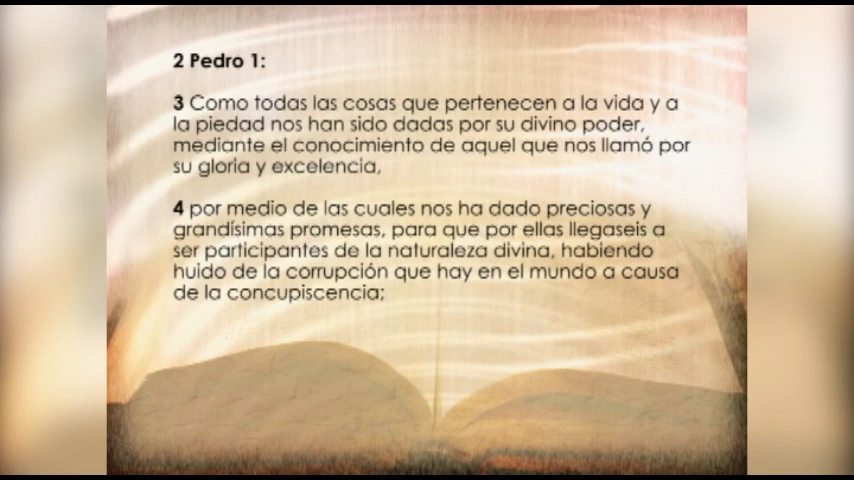 2 Pedro 1:
3 Como todas las cosas que pertenecen a la vida y a
la piedad nos han sido dadas por su divino poder,
mediante el conocimiento de aquel que nos llamó por
su gloria y excelencia,
4 por medio de las cuales nos ha dado preciosas y
grandísimas promesas, para que por ellas llegaseis a
ser participantes de la naturaleza divina, habiendo
huido de la corrupción que hay en el mundo a causa
de la concupiscencia;